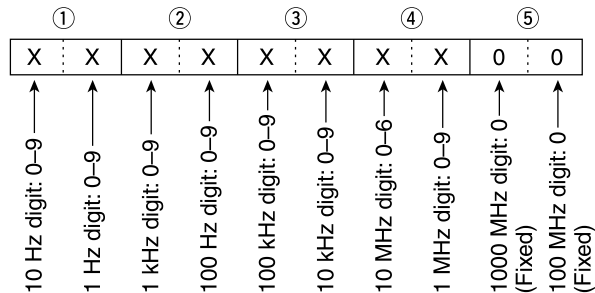 ① ② ③ ④ ⑤
X X X X X X X X 0 0
10 Hz digit: 0–9
1 Hz digit: 0–9
1 kHz digit: 0–9
100 Hz digit: 0–9
100 kHz digit: 0–9
10 kHz digit: 0–9
10 MHz digit: 0–6
1 MHz digit: 0–9
1000 MHz digit: 0
(Fixed)
100 MHz digit: 0
(Fixed)